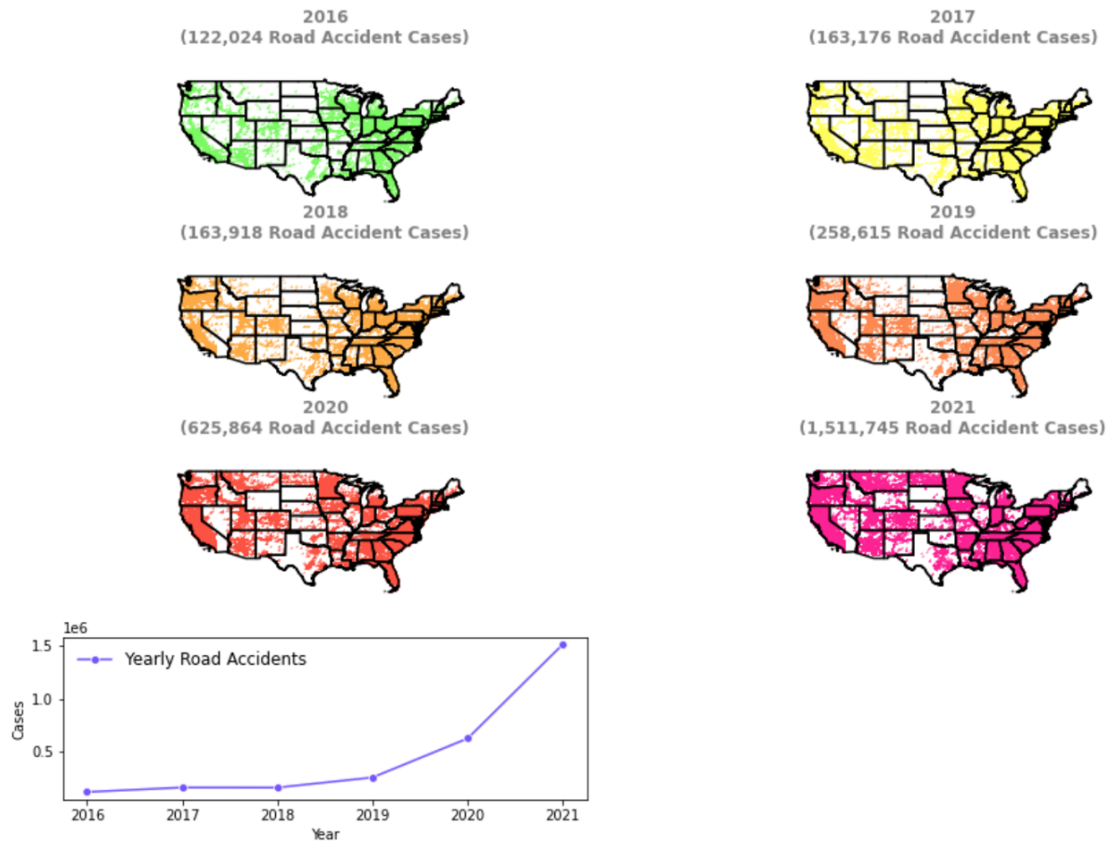 2016
(122,024 Road Accident Cases)
2017
(163,176 Road Accident Cases)
2018
(163,918 Road Accident Cases)
2019
(258,615 Road Accident Cases)
2020
(625,864 Road Accident Cases)
2021
(1,511,745 Road Accident Cases)
1e6
Yearly Road Accidents
1.5
1.0
0.5
Cases
2016 2017 2018 2019 2020 2021
Year